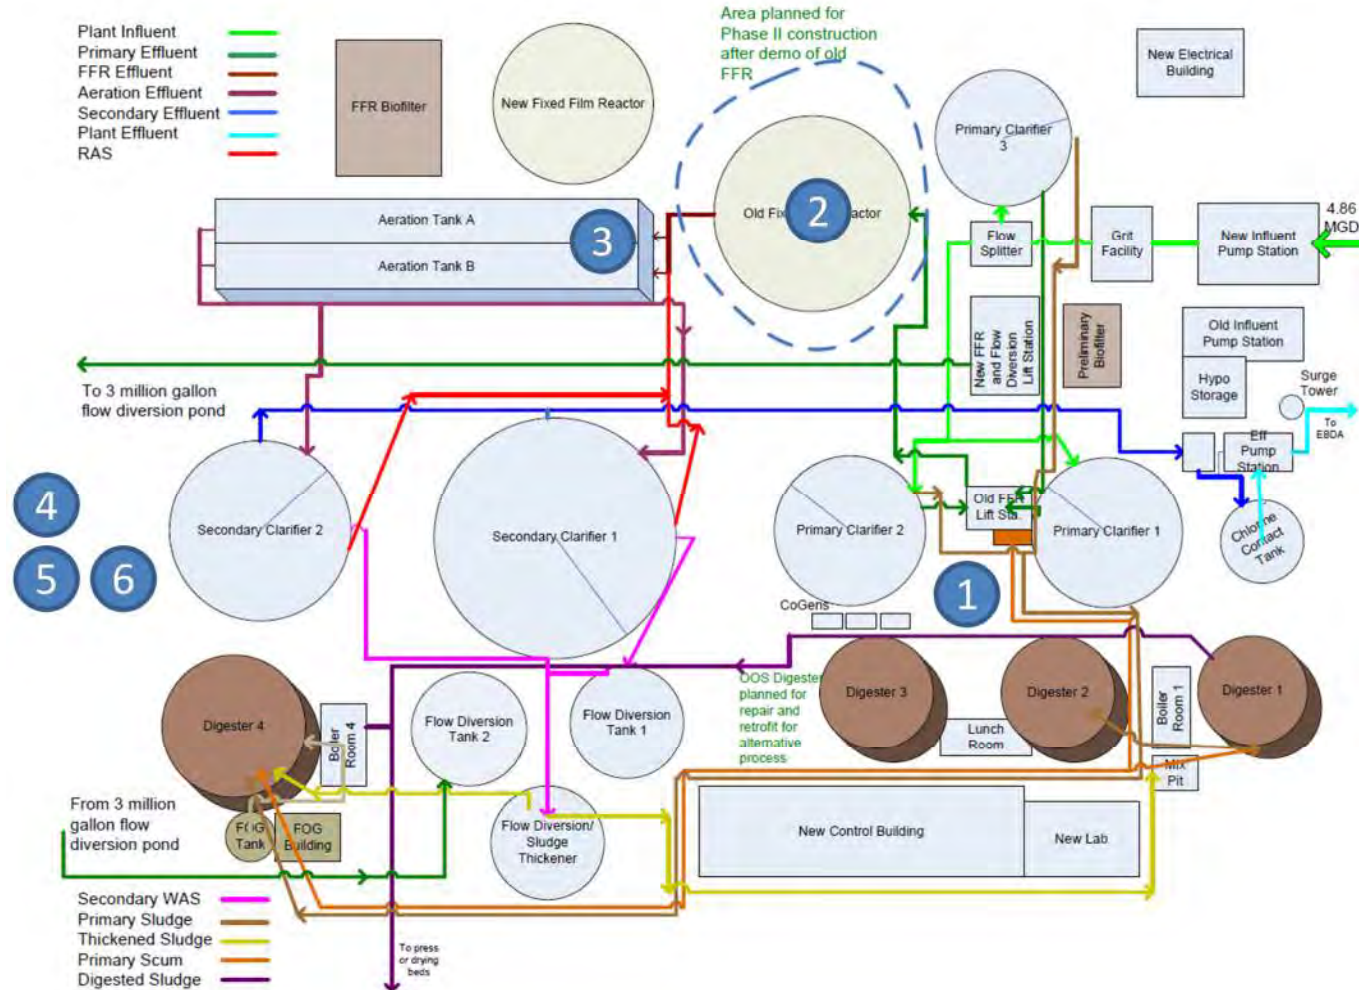 Plant Influent
Primary Effluent
FFR Effluent
Aeration Effluent
Secondary Effluent
Plant Effluent
RAS
FFR Biofilter
New Fixed Film Reactor
Area planned for
Phase II construction
after demo of old
FFR
New Electrical
Building
Primary Clarifier
3
Old Fix
2
actor
Aeration Tank A
3
Aeration Tank B
Flow
Splitter
Grit
Facility
New Influent
Pump Station
4.86
MGD
New FFR
and Flow
Diversion
Lift Station
Preliminary
Biofilter
Old Influent
Pump Station
Hypo
Storage
Surge
Tower
To
EBDA
Eff
Pump
Station
To 3 million gallon
flow diversion pond
4
5
6
Secondary Clarifier 2
Secondary Clarifier 1
Primary Clarifier 2
Old FFR
Lift Sta.
Primary Clarifier 1
Chlorine
Contact
Tank
1
CoGens
OOS Digester
planned for
repair and
retrofit for
alternative
process
Digester 4
Boiler
Room 4
Flow Diversion
Tank 2
Flow Diversion
Tank 1
Digester 3
Lunch
Room
Digester 2
Boiler
Room 1
Digester 1
Mix
Pit
From 3 million
gallon flow
diversion pond
FOG
Tank
FOG
Building
Flow Diversion/
Sludge
Thickener
New Control Building
New Lab
Secondary WAS
Primary Sludge
Thickened Sludge
Primary Scum
Digested Sludge
To press
or drying
beds